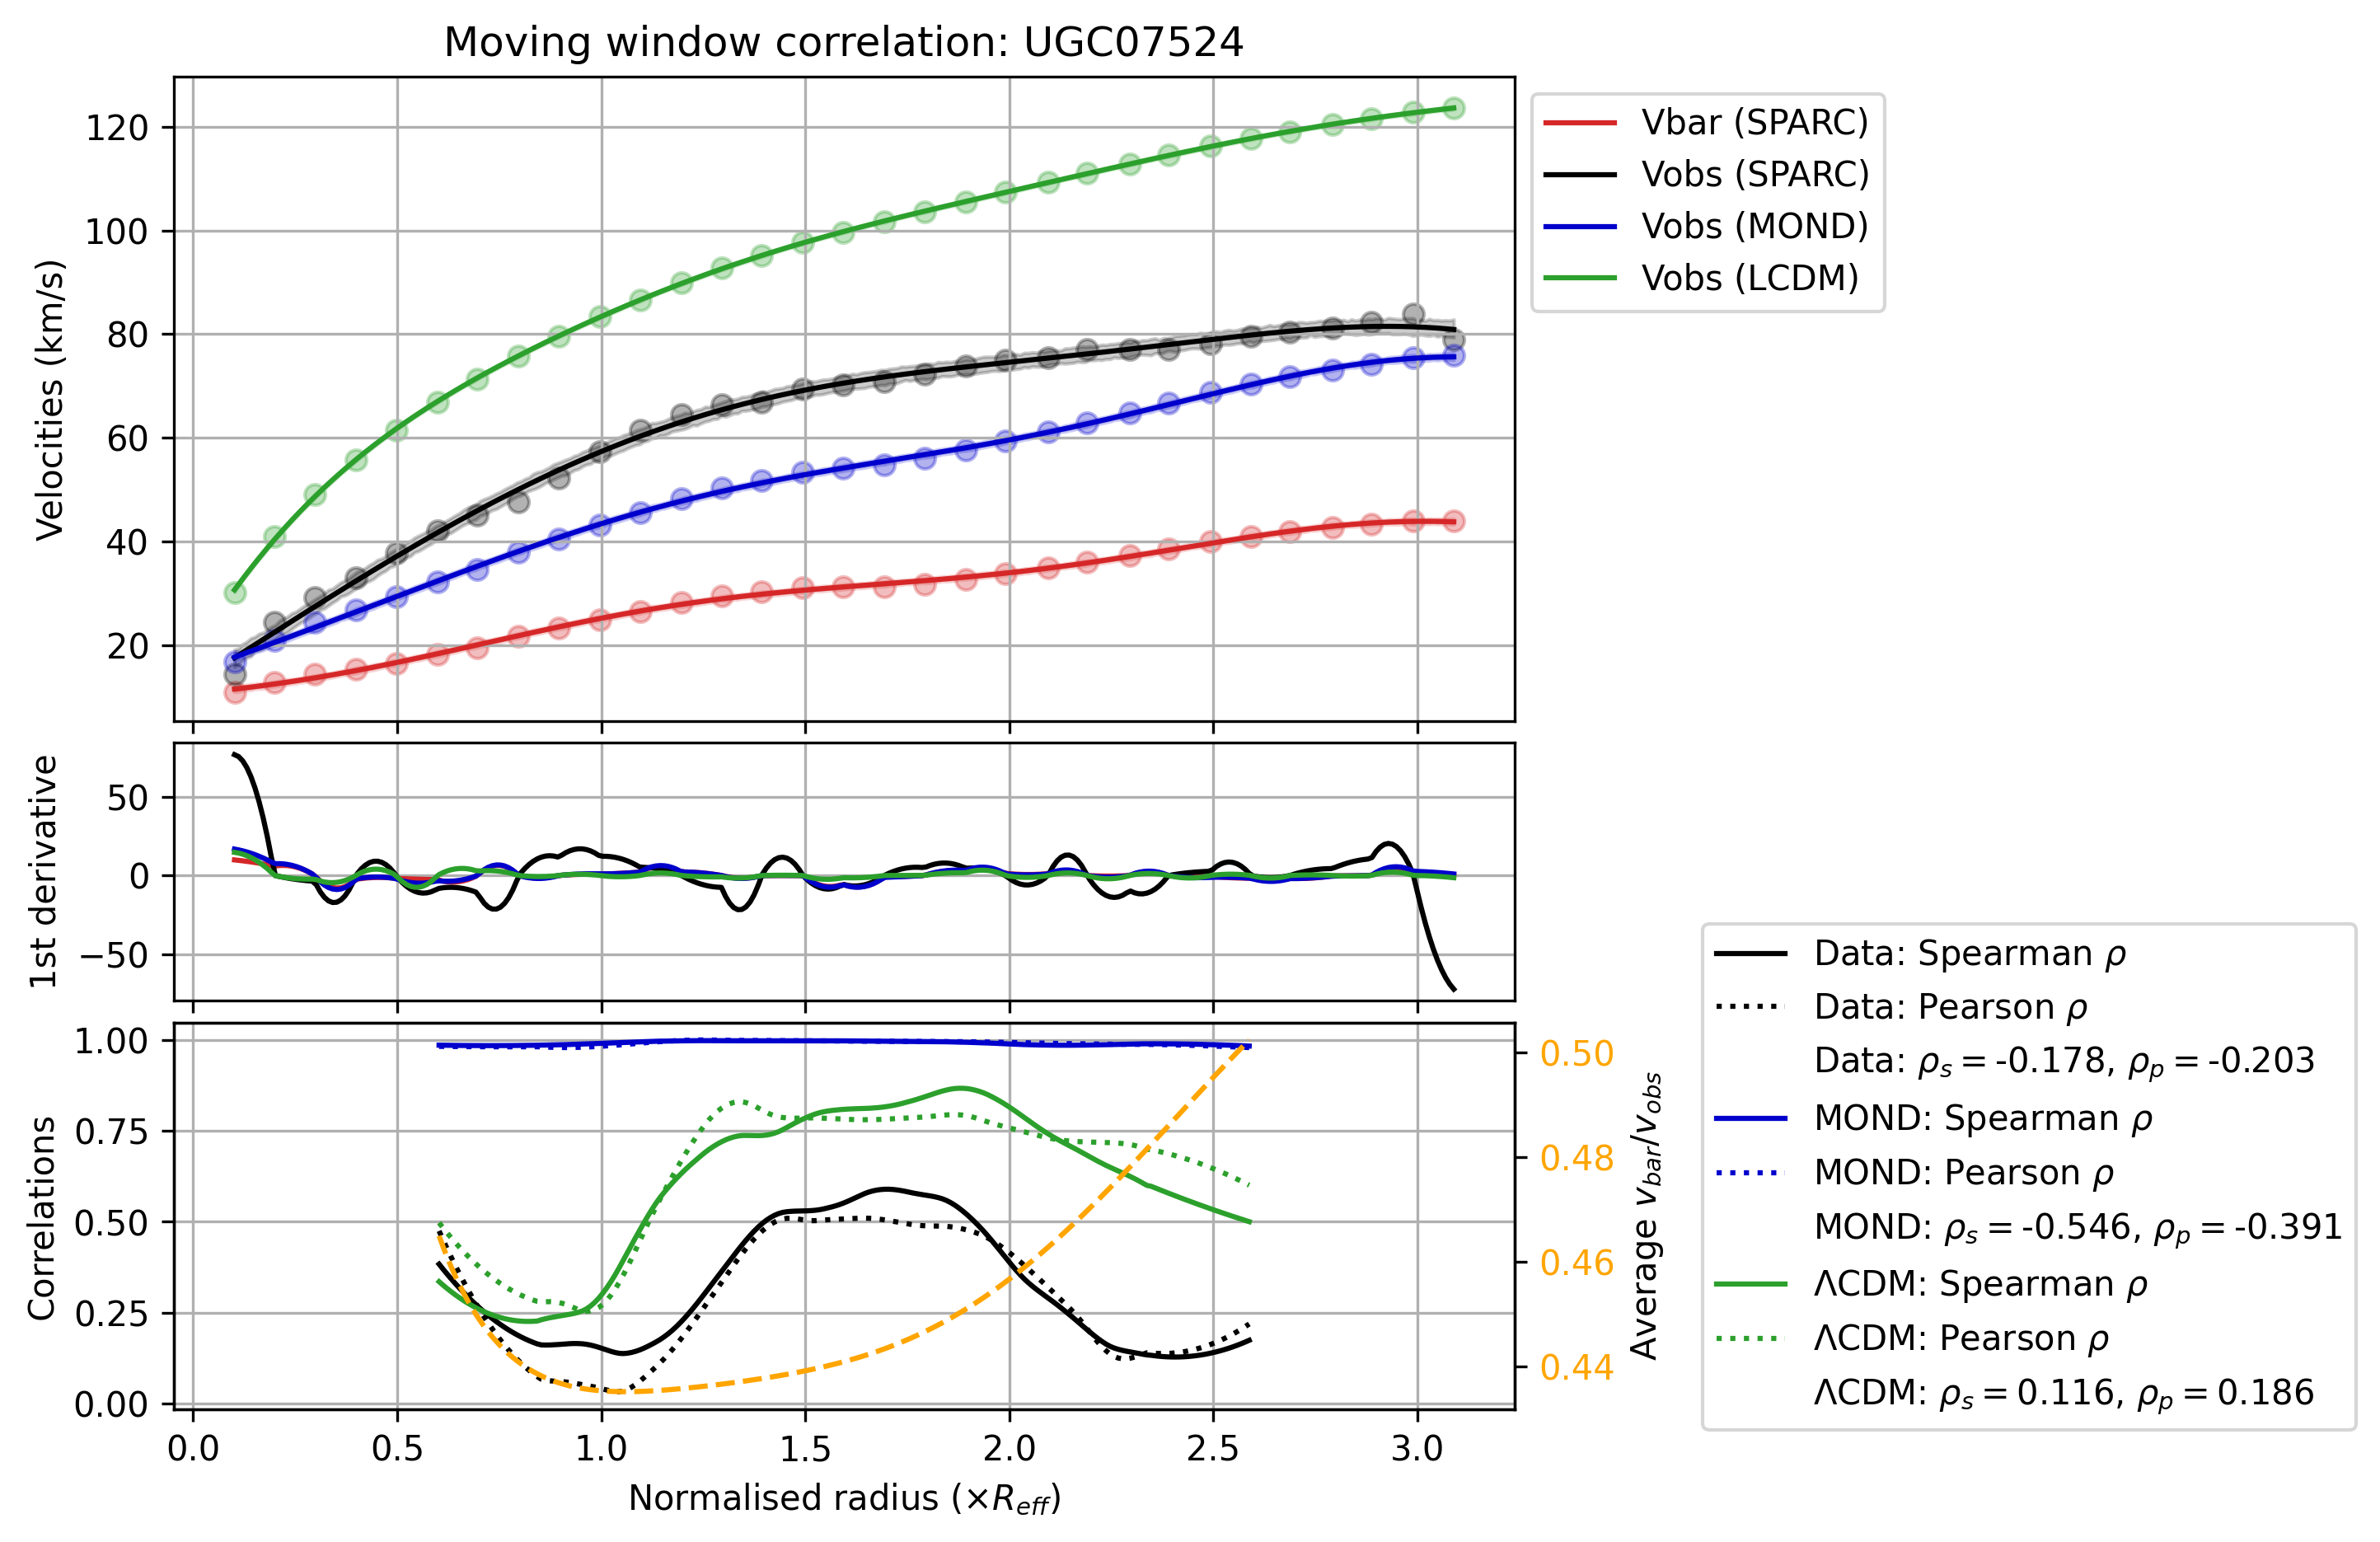 Moving window correlation: UGC07524
120
100
80
60
40
20
Velocities (km/s)
Vbar (SPARC)
Vobs (SPARC)
Vobs (MOND)
Vobs (LCDM)
50
0
−50
1st derivative
1.00
0.75
0.50
0.25
0.00
Correlations
0.50
0.48
0.46
0.44
Average v_bar/v_obs
0.0 0.5 1.0 1.5 2.0 2.5 3.0
Normalised radius (×R_eff)
Data: Spearman ρ
Data: Pearson ρ
Data: ρ_s = -0.178, ρ_p = -0.203
MOND: Spearman ρ
MOND: Pearson ρ
MOND: ρ_s = -0.546, ρ_p = -0.391
ΛCDM: Spearman ρ
ΛCDM: Pearson ρ
ΛCDM: ρ_s = 0.116, ρ_p = 0.186